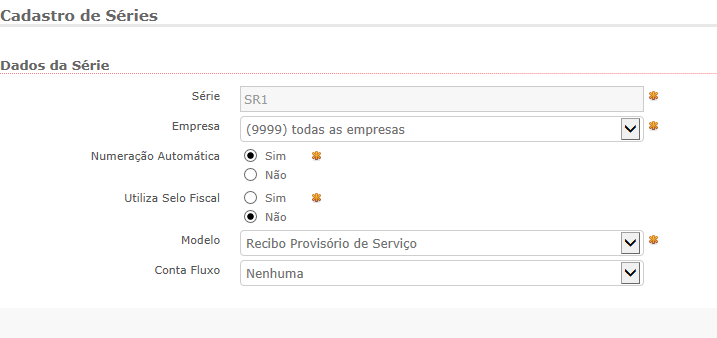 Cadastro de Séries
Dados da Série
Série SR1
Empresa (9999) todas as empresas
Numeração Automática Sim
Não
Utiliza Selo Fiscal Sim
Não
Modelo Recibo Provisório de Serviço
Conta Fluxo Nenhuma